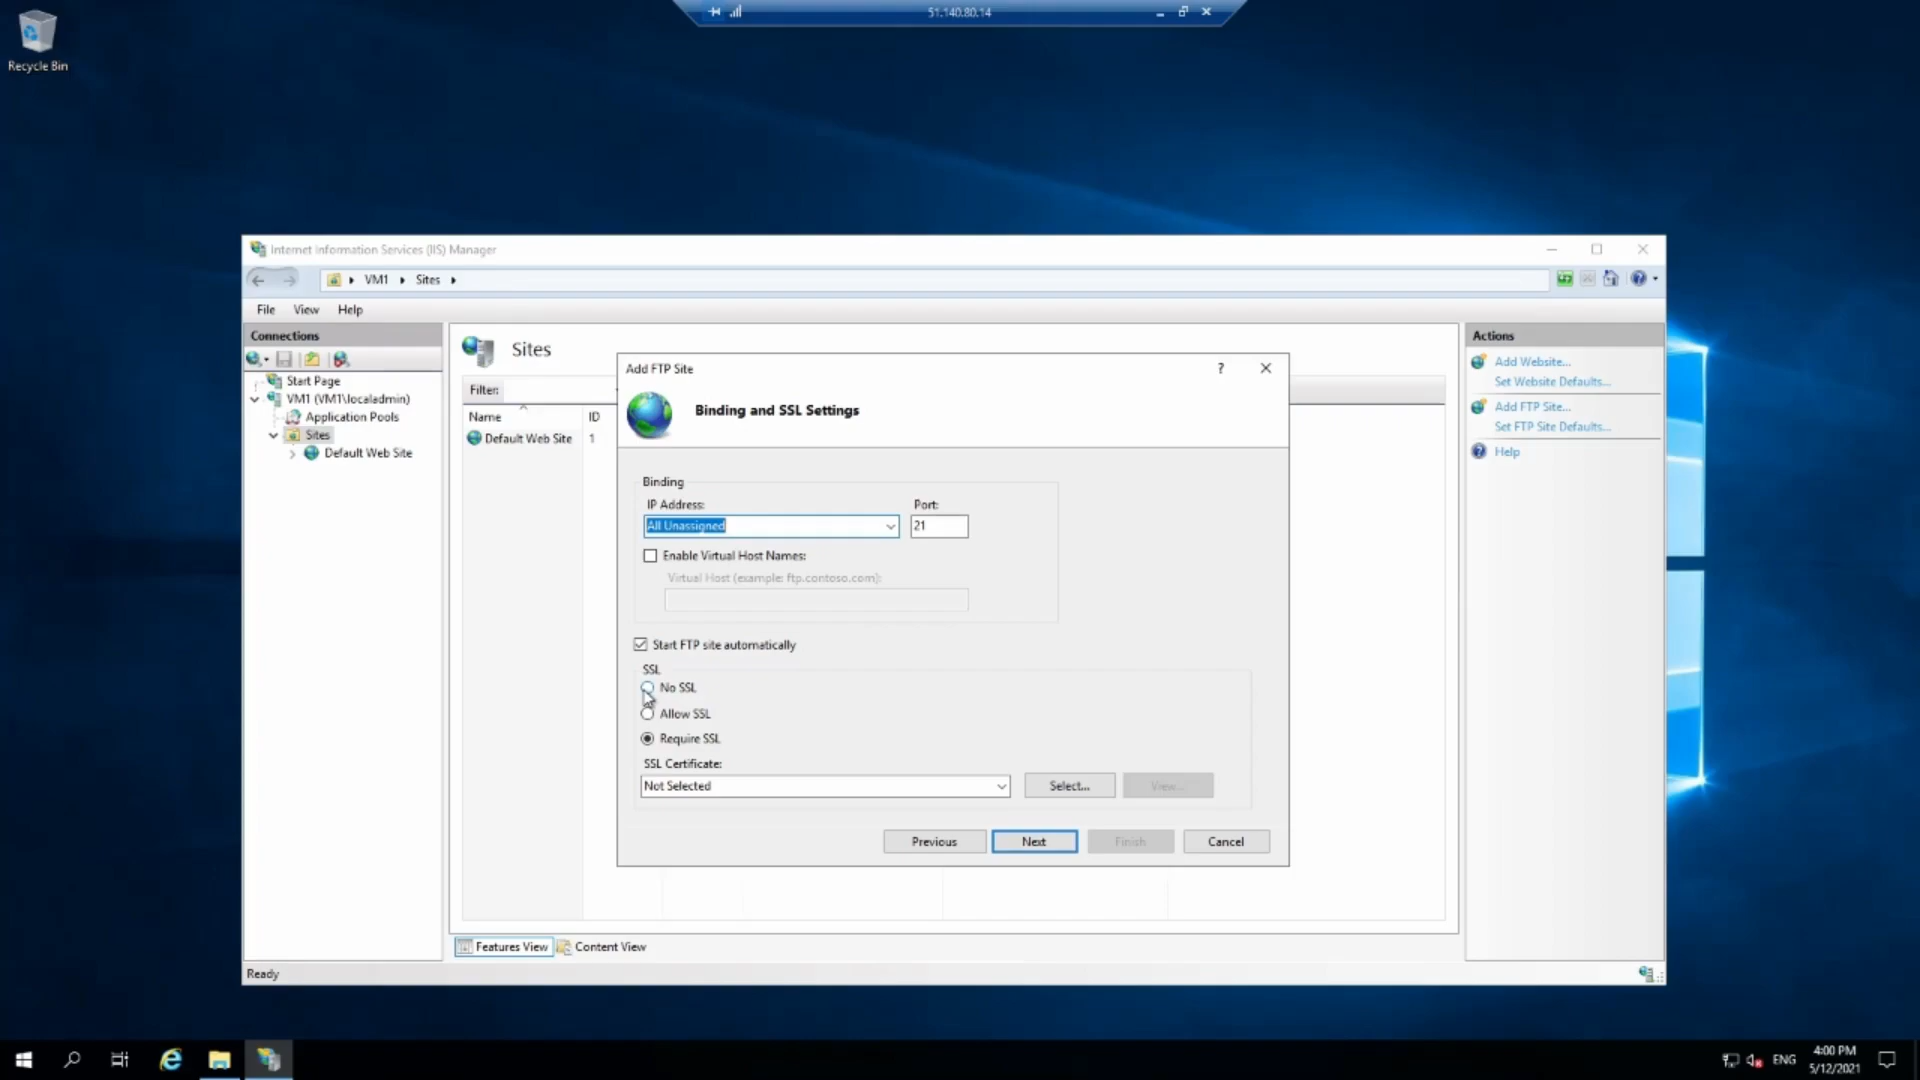 51.140.80.14
Recycle Bin
Internet Information Services (IIS) Manager
VM1
Sites
File
View
Help
Connections
Start Page
VM1 (VM1\localadmin)
Application Pools
Sites
Default Web Site
Sites
Filter:
Name
ID
Default Web Site
1
Add FTP Site
?
Binding and SSL Settings
Binding
IP Address:
Port:
All Unassigned
21
Enable Virtual Host Names:
Virtual Host (example: ftp.contoso.com):
Start FTP site automatically
SSL
No SSL
Allow SSL
Require SSL
SSL Certificate:
Not Selected
Select...
View...
Previous
Next
Finish
Cancel
Actions
Add Website...
Set Website Defaults...
Add FTP Site...
Set FTP Site Defaults...
Help
Features View
Content View
Ready
ENG
4:00 PM
5/12/2021